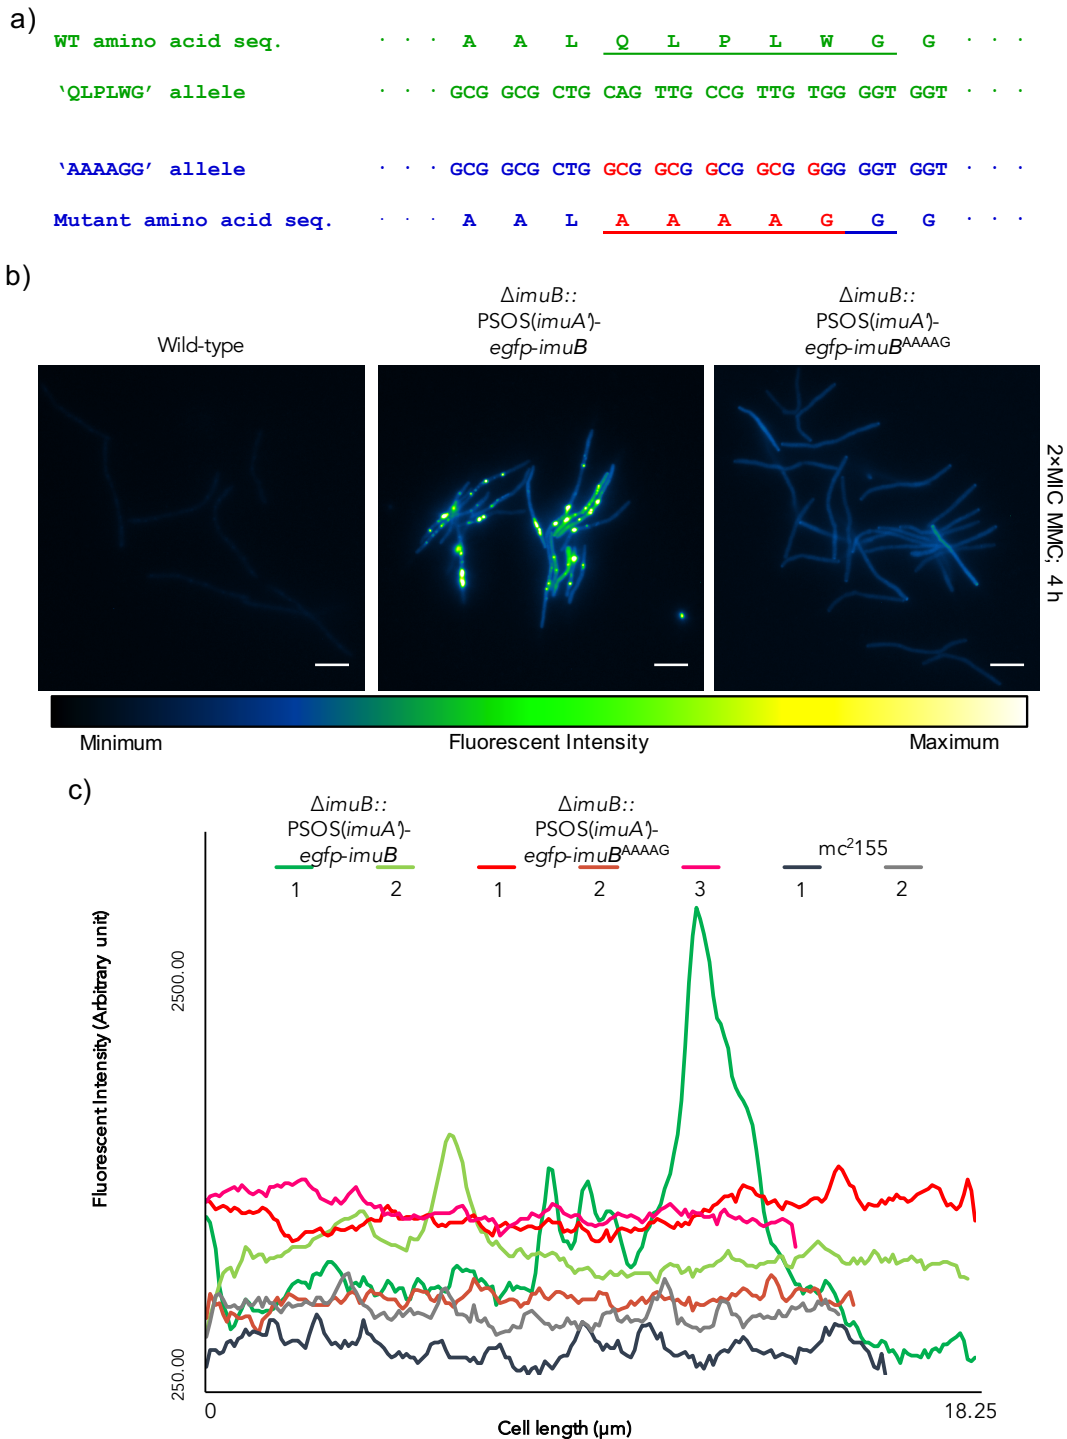 a)
WT amino acid seq. · · · A A L Q L P L W G G · · ·
‘QLPLWG’ allele · · · GCG GCG CTG CAG TTG CCG TTG TGG GGT GGT · · ·
‘AAAAGG’ allele · · · GCG GCG CTG GCG GCG GCG GCG GGG GGT GGT · · ·
Mutant amino acid seq. · · · A A L A A A A G G G · · ·
b)
Wild-type
ΔimuB::
PSOS(imuA')-
egfp-imuB
ΔimuB::
PSOS(imuA')-
egfp-imuBAAAAG
2×MIC MMC; 4 h
Minimum
Fluorescent Intensity
Maximum
c)
ΔimuB::
PSOS(imuA')-
egfp-imuB
ΔimuB::
PSOS(imuA')-
egfp-imuBAAAAG
mc2155
1 2 1 2 3 1 2
Fluorescent Intensity (Arbitrary unit)
2500.00
250.00
0
18.25
Cell length (µm)